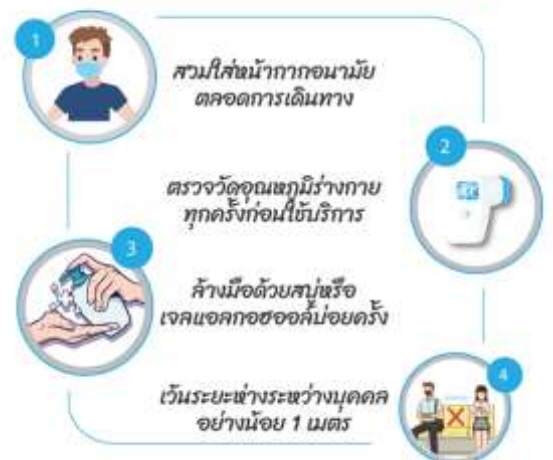 1
สวมใส่หน้ากากอนามัย
ตลอดการเดินทาง
2
ตรวจวัดอุณหภูมิร่างกาย
ทุกครั้งก่อนใช้บริการ
3
ล้างมือด้วยสบู่หรือ
เจลแอลกอฮออล์บ่อยครั้ง
4
เว้นระยะห่างระหว่างบุคคล
อย่างน้อย 1 เมตร